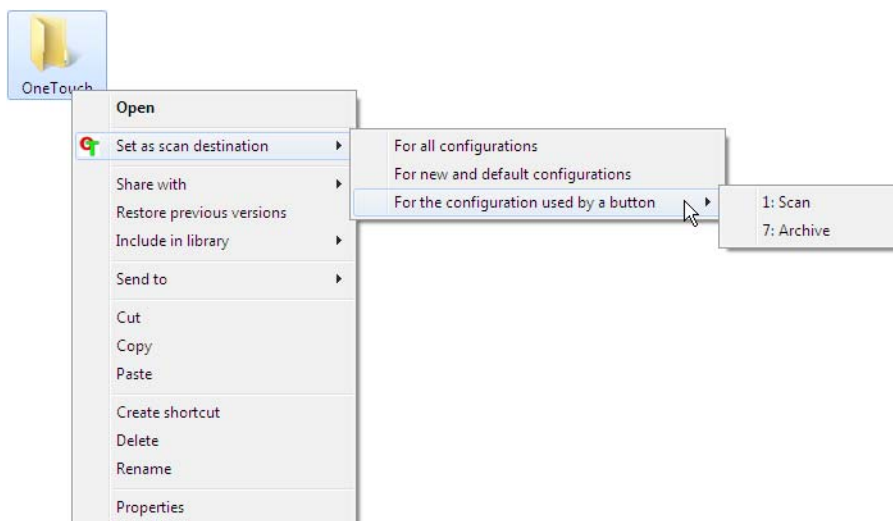 OneTouch
Open
Set as scan destination
Share with
Restore previous versions
Include in library
Send to
Cut
Copy
Paste
Create shortcut
Delete
Rename
Properties
For all configurations
For new and default configurations
For the configuration used by a button
1: Scan
7: Archive